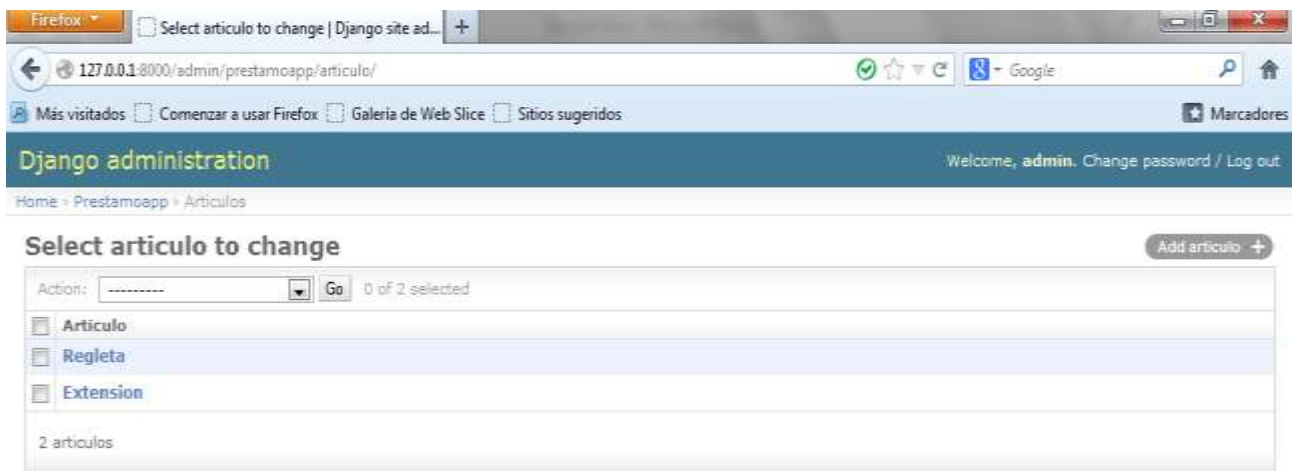 Firefox
Select articulo to change | Django site ad...
127.0.0.1:8000/admin/prestamoapp/articulo/
Google
Más visitados Comenzar a usar Firefox Galería de Web Slice Sitios sugeridos Marcadores
Django administration
Welcome, admin. Change password / Log out
Home › Prestamoapp › Articulos
Select articulo to change
Add articulo +
Action: --------- Go 0 of 2 selected
Articulo
Regleta
Extension
2 articulos